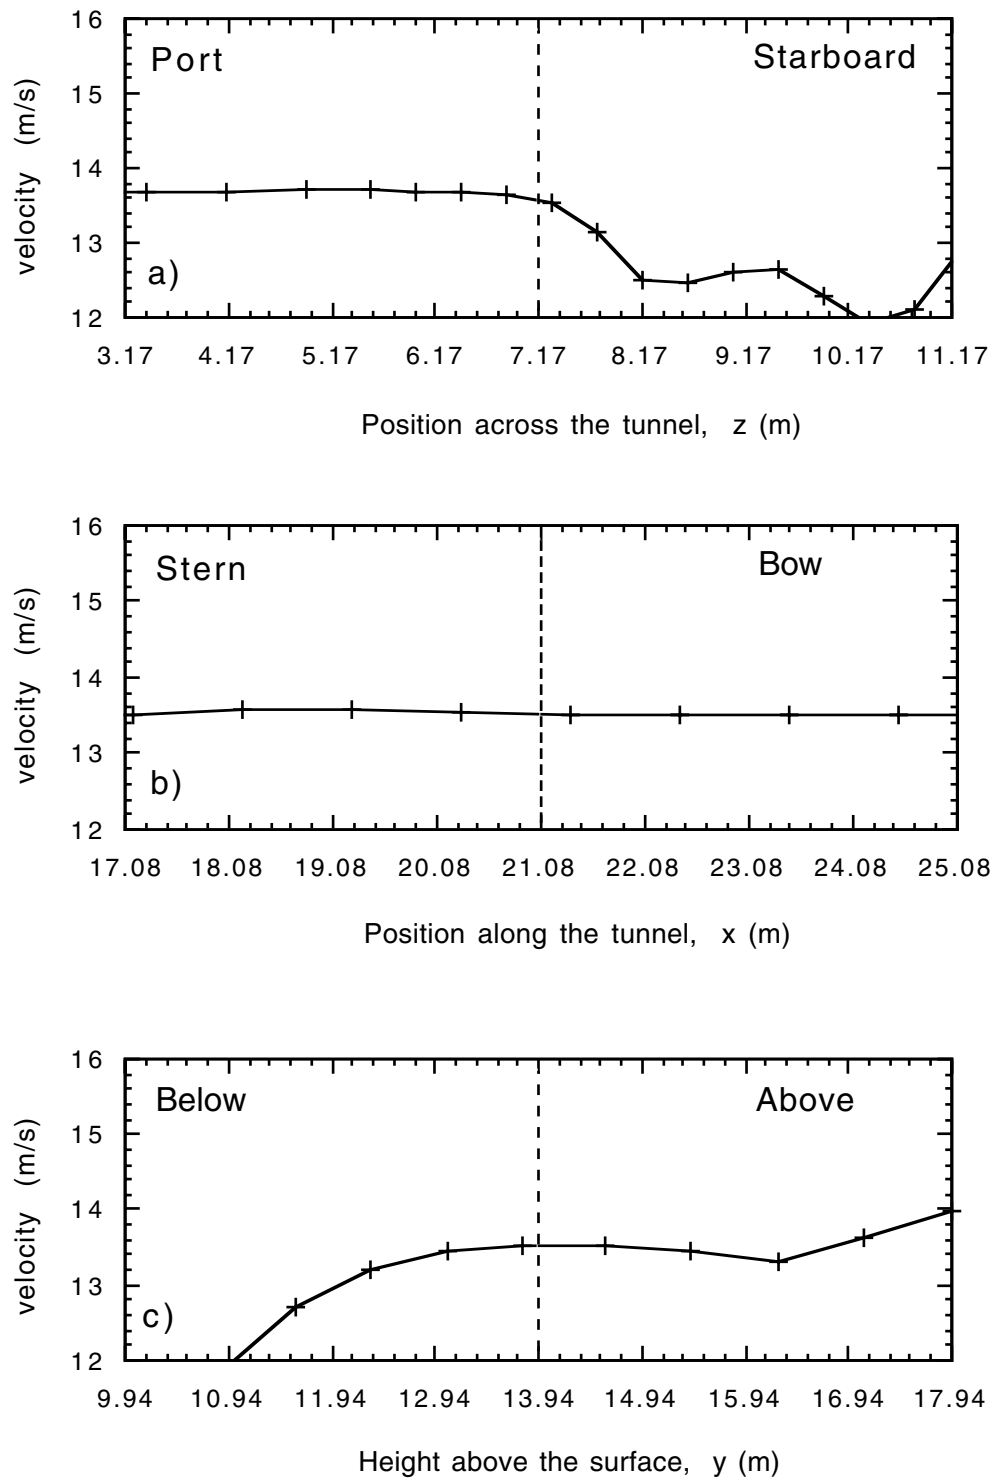 16
Port Starboard
15
14
13
a)
12
velocity (m/s)
3.17 4.17 5.17 6.17 7.17 8.17 9.17 10.17 11.17
Position across the tunnel, z (m)
16
Stern Bow
15
14
13
b)
12
velocity (m/s)
17.08 18.08 19.08 20.08 21.08 22.08 23.08 24.08 25.08
Position along the tunnel, x (m)
16
Below Above
15
14
13
c)
12
velocity (m/s)
9.94 10.94 11.94 12.94 13.94 14.94 15.94 16.94 17.94
Height above the surface, y (m)